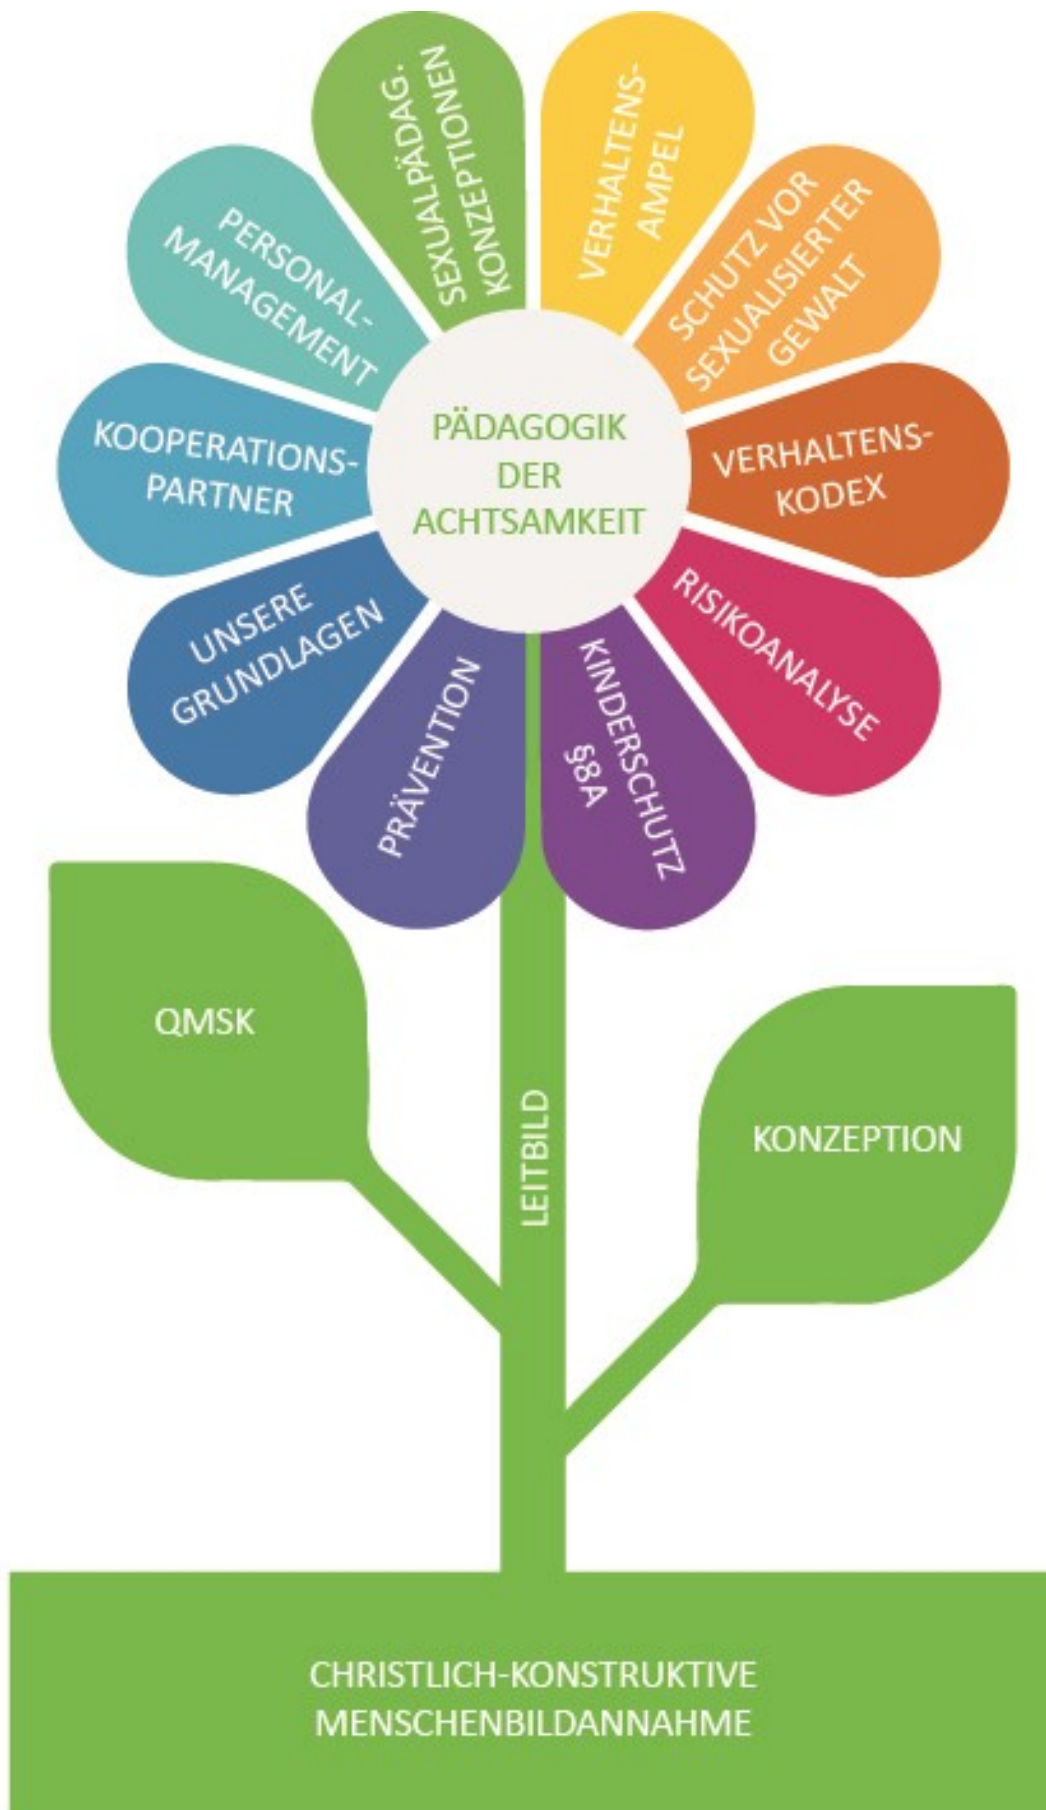 SEXUALPÄDAG.
KONZEPTIONEN
VERHALTENS-
AMPEL
SCHUTZ VOR
SEXUALISIERTER
GEWALT
VERHALTENS-
KODEX
RISIKOANALYSE
KINDERSCHUTZ
§8A
PRÄVENTION
UNSERE
GRUNDLAGEN
KOOPERATIONS-
PARTNER
PERSONAL-
MANAGEMENT
PÄDAGOGIK
DER
ACHTSAMKEIT
QMSK
LEITBILD
KONZEPTION
CHRISTLICH-KONSTRUKTIVE
MENSCHENBILDANNAHME